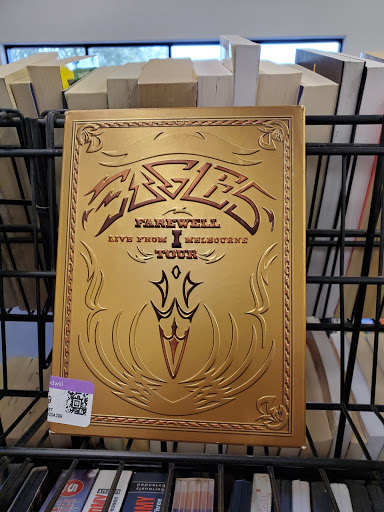 EAGLES
FAREWELL
I
LIVE FROM MELBOURNE
TOUR